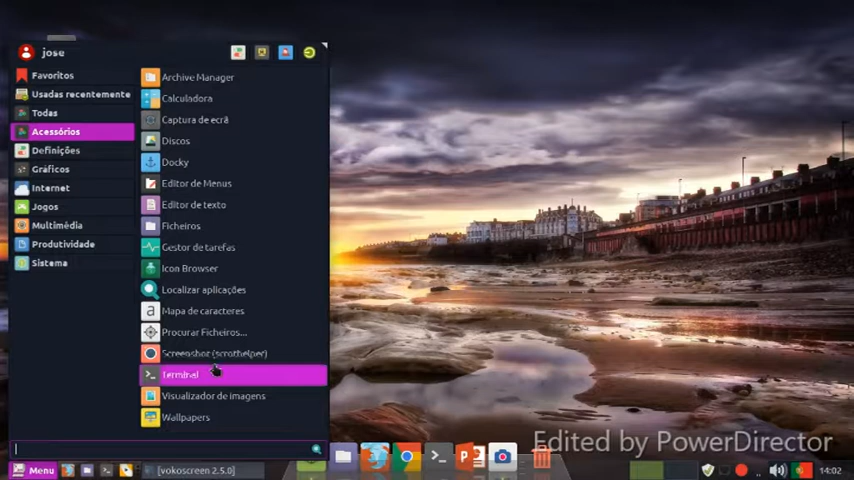 jose
Favoritos
Usadas recentemente
Todas
Acessórios
Definições
Gráficos
Internet
Jogos
Multimédia
Produtividade
Sistema
Archive Manager
Calculadora
Captura de ecrã
Discos
Docky
Editor de Menus
Editor de texto
Ficheiros
Gestor de tarefas
Icon Browser
Localizar aplicações
Mapa de caracteres
Procurar Ficheiros...
Screenshot (scrothelper)
Terminal
Visualizador de imagens
Wallpapers
Edited by PowerDirector
Menu
[vokoscreen 2.5.0]
14:02